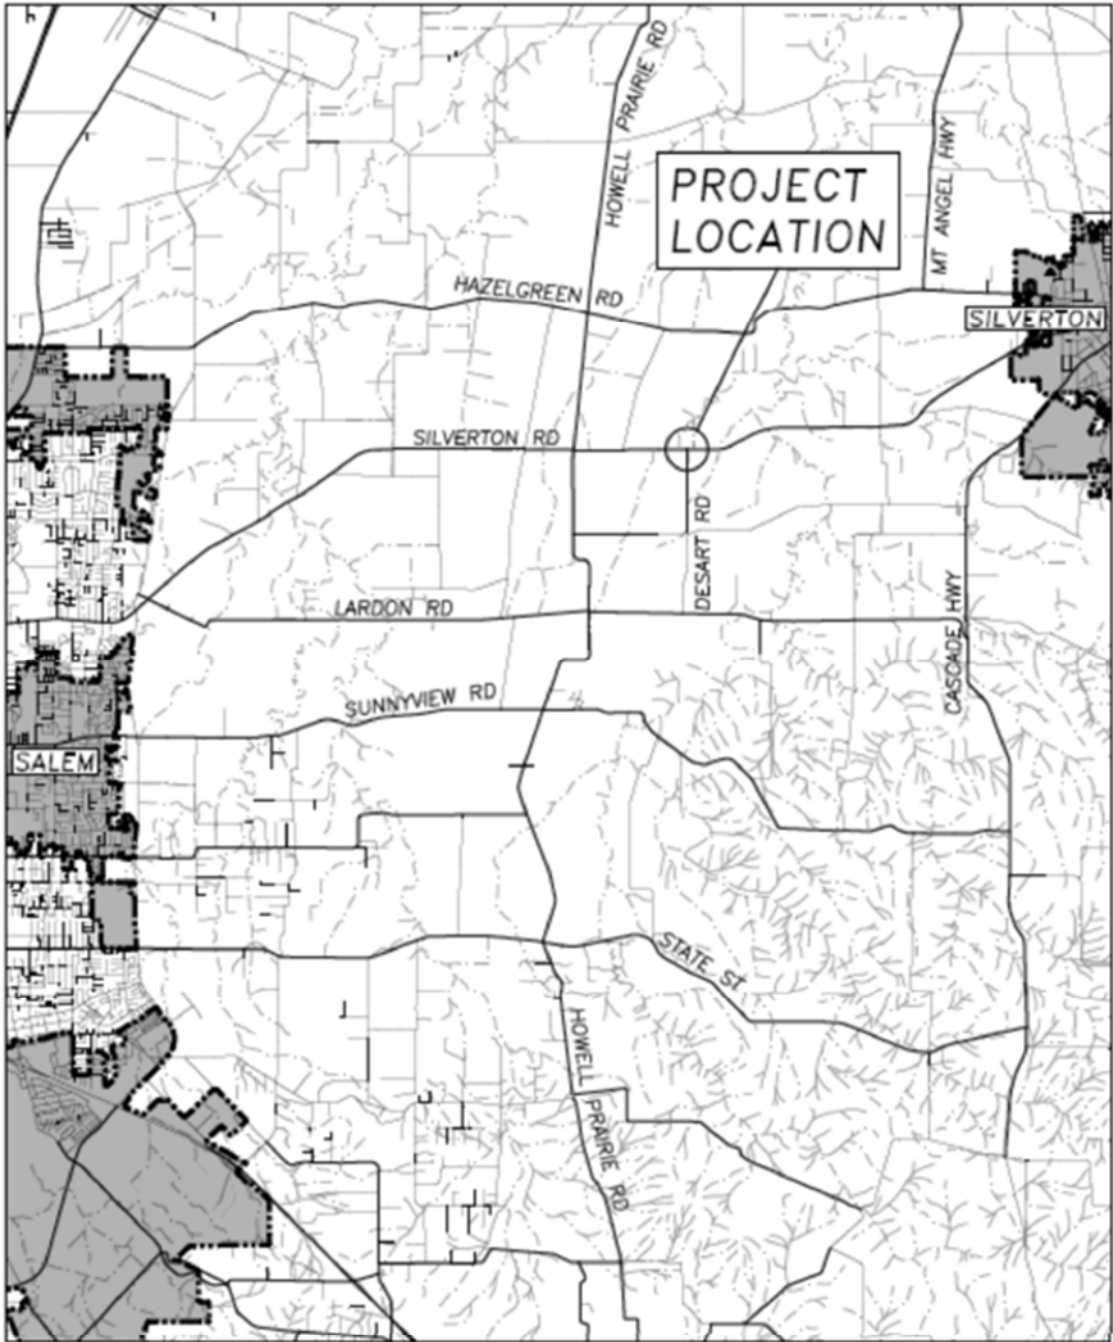 HOWELL PRAIRIE RD
MT ANGEL HWY
PROJECT
LOCATION
HAZELGREEN RD
SILVERTON
SILVERTON RD
DESART RD
LARDON RD
CASCADE HWY
SUNNYVIEW RD
SALEM
STATE ST
HOWELL PRAIRIE RD